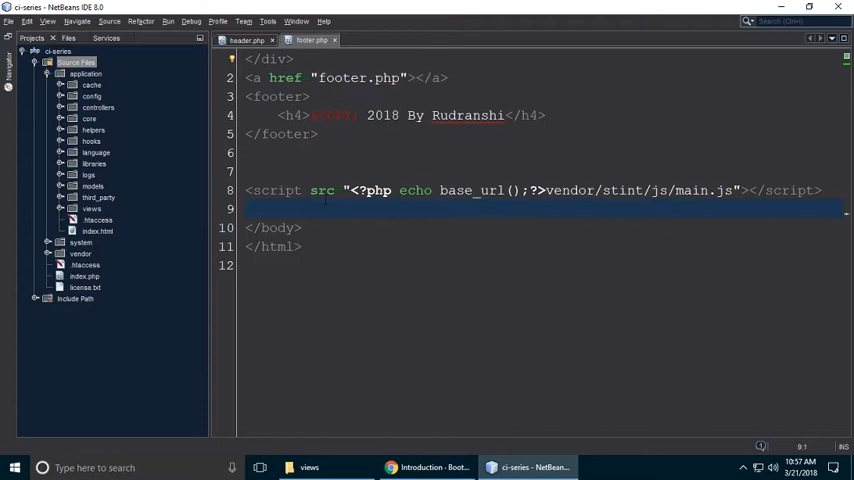 ci-series - NetBeans IDE 8.0
File Edit View Navigate Source Refactor Run Debug Profile Team Tools Window Help
Search (Ctrl+I)
Projects Files Services
header.php footer.php
Navigator
ci-series
Source Files
application
cache
config
controllers
core
helpers
hooks
language
libraries
logs
models
third_party
views
.htaccess
index.html
system
vendor
.htaccess
index.php
license.txt
Include Path
</div>
2 <a href "footer.php"></a>
3 <footer>
4 <h4>&COPY; 2018 By Rudranshi</h4>
5 </footer>
6
7
8 <script src "<?php echo base_url();?>vendor/stint/js/main.js"></script>
9
10 </body>
11 </html>
12
1 9:1 INS
Type here to search
views
Introduction · Boot...
ci-series - NetBean...
10:57 AM
3/21/2018